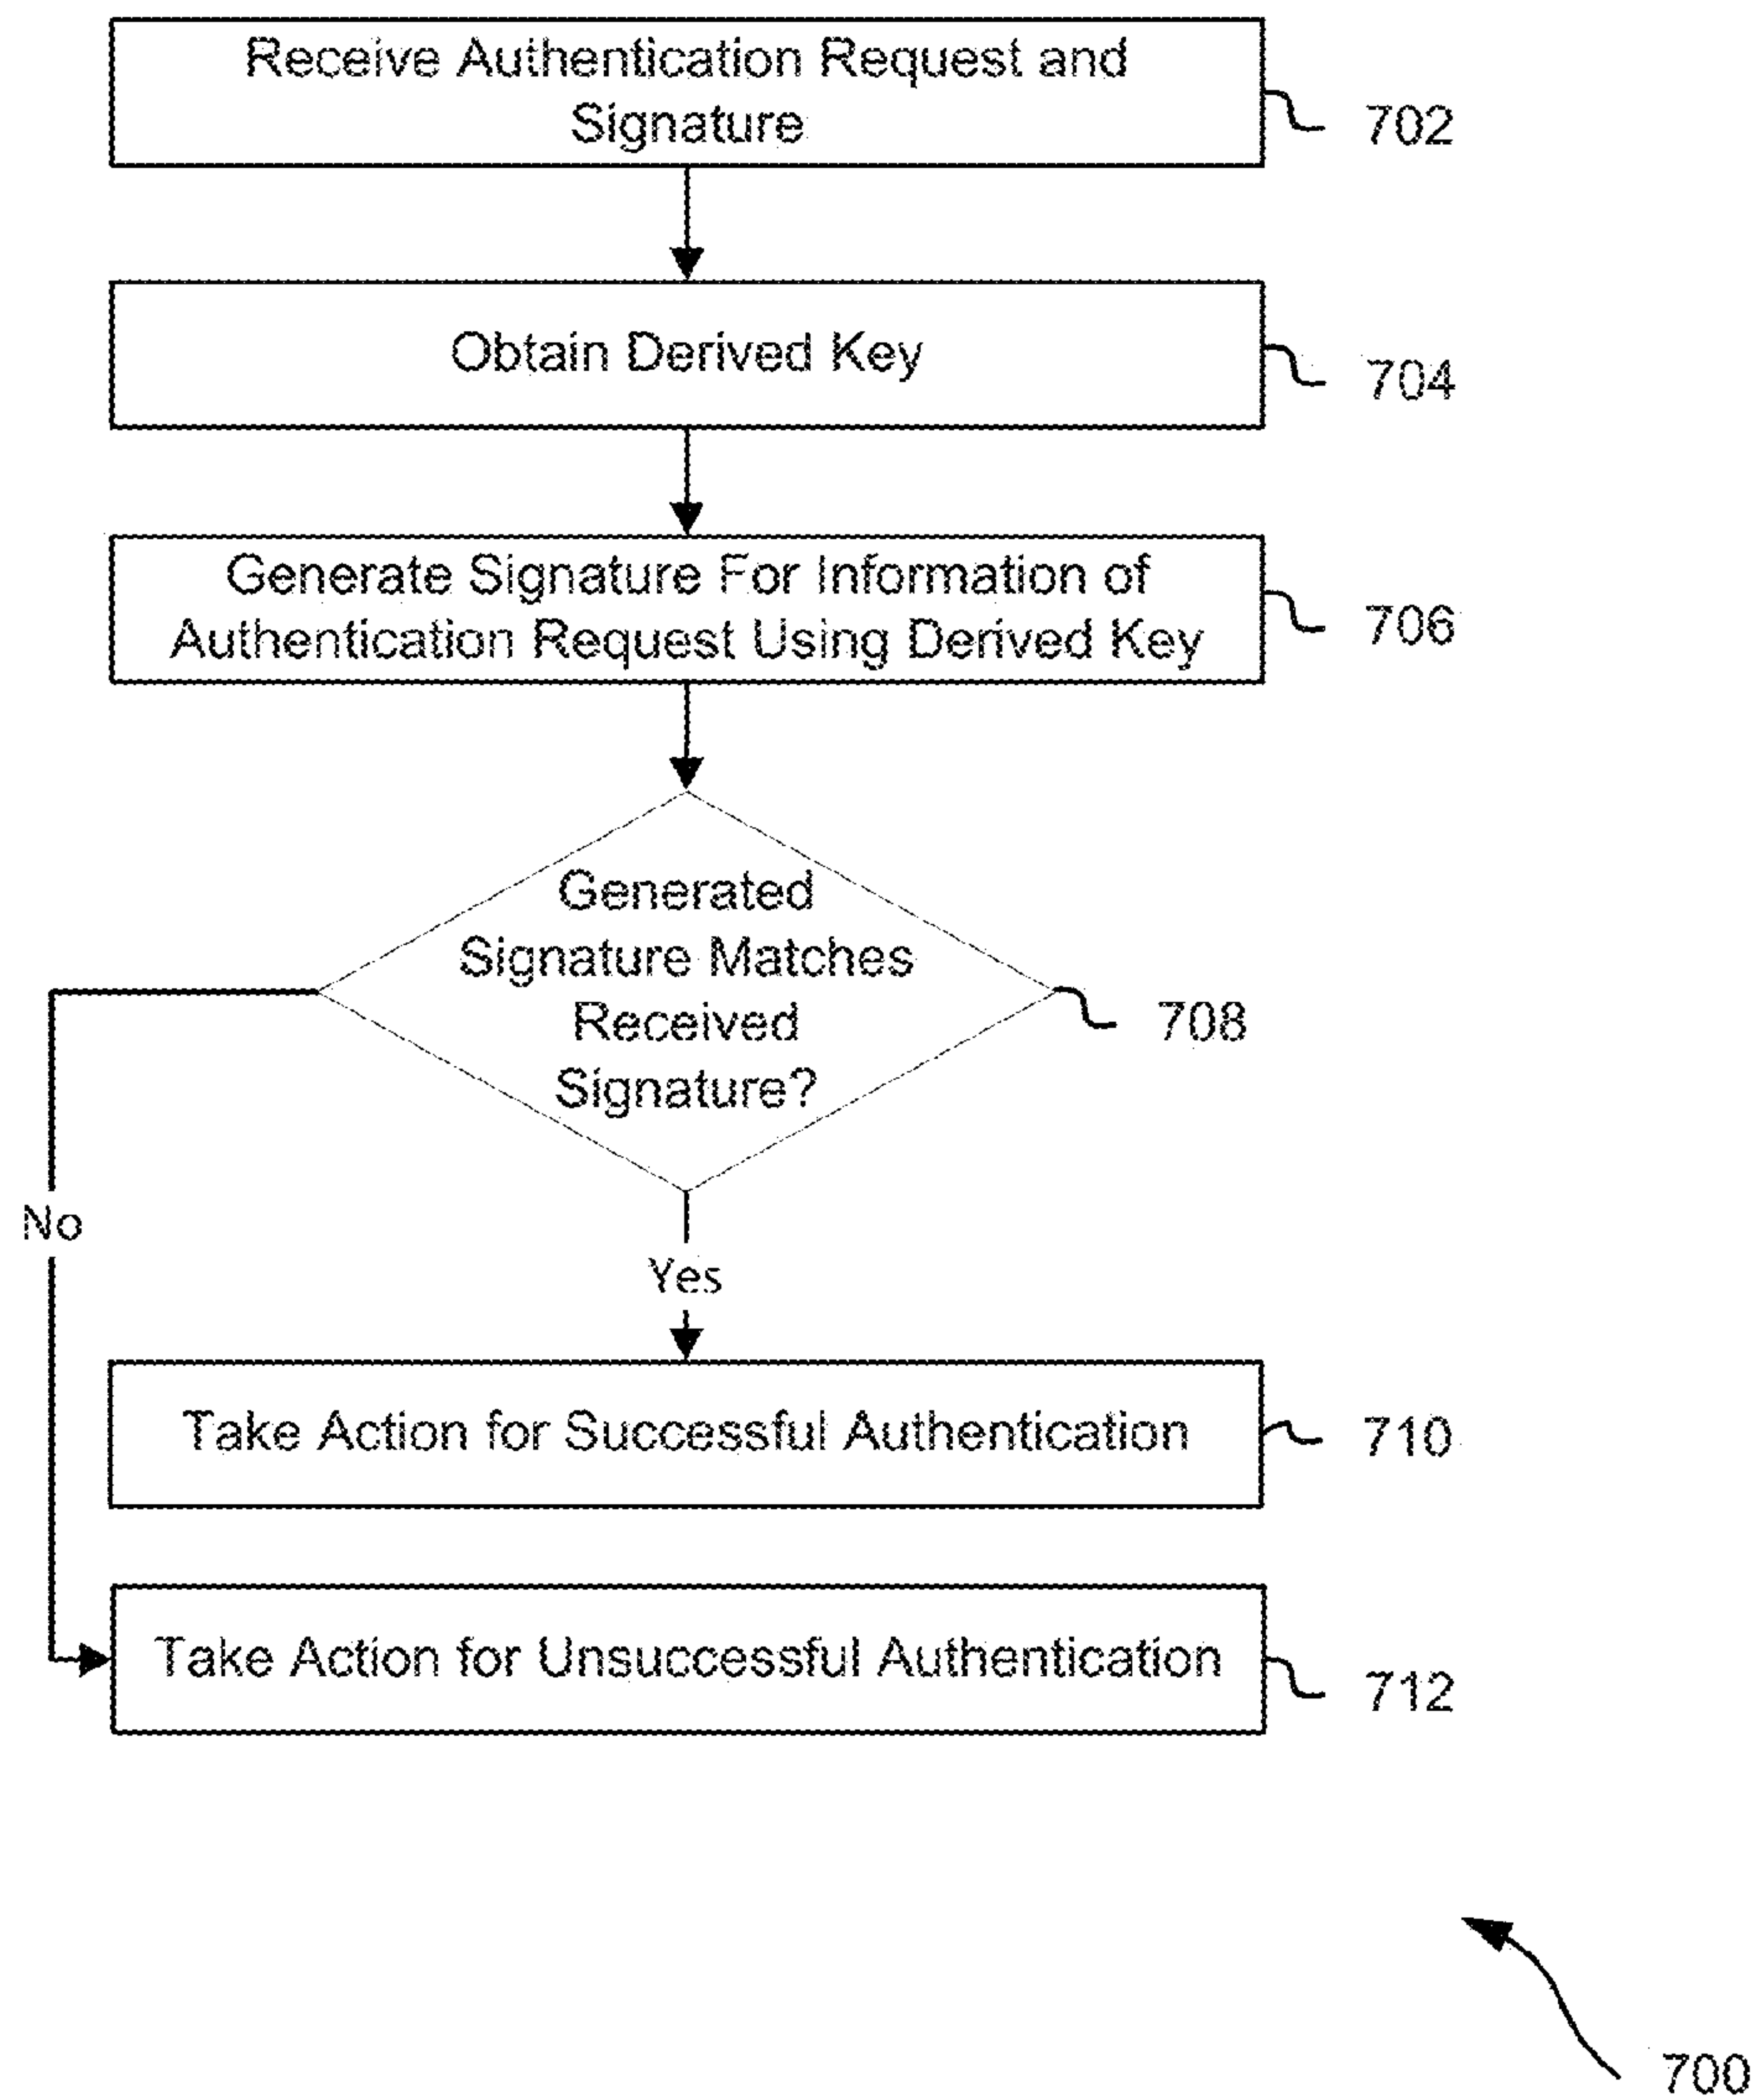 Receive Authentication Request and
Signature
702
Obtain Derived Key
704
Generate Signature For Information of
Authentication Request Using Derived Key
706
Generated
Signature Matches
Received
Signature?
708
No
Yes
Take Action for Successful Authentication
710
Take Action for Unsuccessful Authentication
712
700